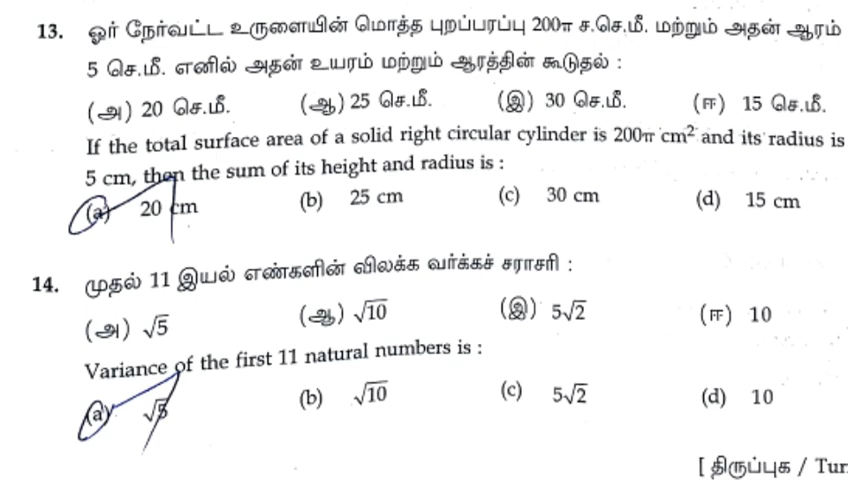 13. ஓர் நேர்வட்ட உருளையின் மொத்த புறப்பரப்பு 200π ச.செ.மீ. மற்றும் அதன் ஆரம்
5 செ.மீ. எனில் அதன் உயரம் மற்றும் ஆரத்தின் கூடுதல் :
(அ) 20 செ.மீ. (ஆ) 25 செ.மீ. (இ) 30 செ.மீ. (ஈ) 15 செ.மீ.
If the total surface area of a solid right circular cylinder is 200π cm² and its radius is
5 cm, then the sum of its height and radius is :
(a) 20 cm (b) 25 cm (c) 30 cm (d) 15 cm
14. முதல் 11 இயல் எண்களின் விலக்க வர்க்கச் சராசரி :
(அ) √5 (ஆ) √10 (இ) 5√2 (ஈ) 10
Variance of the first 11 natural numbers is :
(a) √5 (b) √10 (c) 5√2 (d) 10
[ திருப்புக / Tur